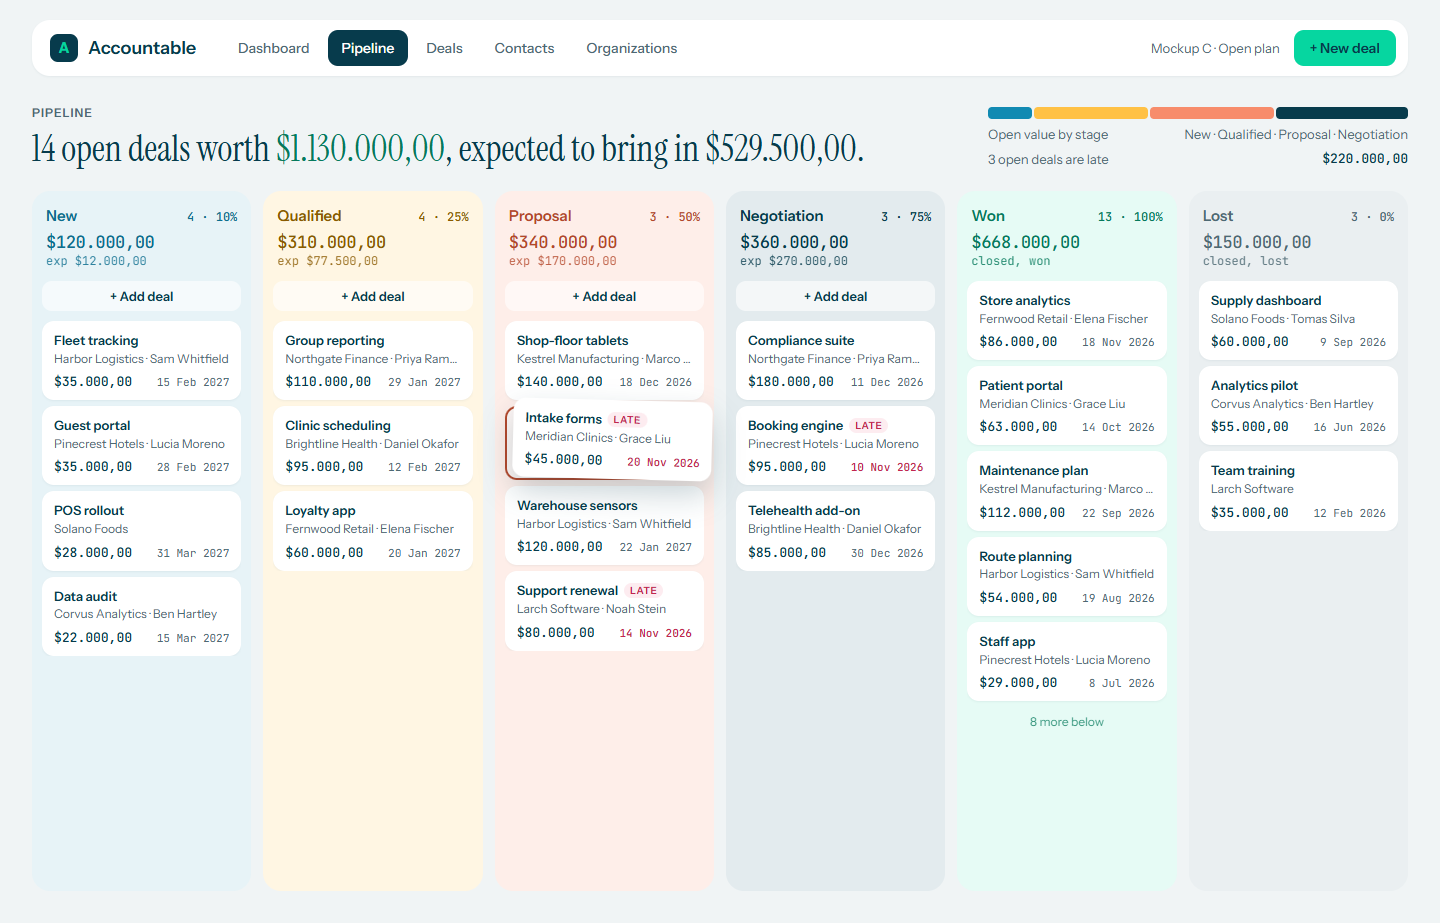 A Accountable Dashboard Pipeline Deals Contacts Organizations Mockup C · Open plan + New deal
PIPELINE
14 open deals worth $1.130.000,00, expected to bring in $529.500,00.
Open value by stage New · Qualified · Proposal · Negotiation
3 open deals are late $220.000,00
New 4 · 10%
$120.000,00
exp $12.000,00
+ Add deal
Fleet tracking
Harbor Logistics · Sam Whitfield
$35.000,00 15 Feb 2027
Guest portal
Pinecrest Hotels · Lucia Moreno
$35.000,00 28 Feb 2027
POS rollout
Solano Foods
$28.000,00 31 Mar 2027
Data audit
Corvus Analytics · Ben Hartley
$22.000,00 15 Mar 2027
Qualified 4 · 25%
$310.000,00
exp $77.500,00
+ Add deal
Group reporting
Northgate Finance · Priya Ram...
$110.000,00 29 Jan 2027
Clinic scheduling
Brightline Health · Daniel Okafor
$95.000,00 12 Feb 2027
Loyalty app
Fernwood Retail · Elena Fischer
$60.000,00 20 Jan 2027
Proposal 3 · 50%
$340.000,00
exp $170.000,00
+ Add deal
Shop-floor tablets
Kestrel Manufacturing · Marco ...
$140.000,00 18 Dec 2026
Intake forms LATE
Meridian Clinics · Grace Liu
$45.000,00 20 Nov 2026
Warehouse sensors
Harbor Logistics · Sam Whitfield
$120.000,00 22 Jan 2027
Support renewal LATE
Larch Software · Noah Stein
$80.000,00 14 Nov 2026
Negotiation 3 · 75%
$360.000,00
exp $270.000,00
+ Add deal
Compliance suite
Northgate Finance · Priya Ram...
$180.000,00 11 Dec 2026
Booking engine LATE
Pinecrest Hotels · Lucia Moreno
$95.000,00 10 Nov 2026
Telehealth add-on
Brightline Health · Daniel Okafor
$85.000,00 30 Dec 2026
Won 13 · 100%
$668.000,00
closed, won
Store analytics
Fernwood Retail · Elena Fischer
$86.000,00 18 Nov 2026
Patient portal
Meridian Clinics · Grace Liu
$63.000,00 14 Oct 2026
Maintenance plan
Kestrel Manufacturing · Marco ...
$112.000,00 22 Sep 2026
Route planning
Harbor Logistics · Sam Whitfield
$54.000,00 19 Aug 2026
Staff app
Pinecrest Hotels · Lucia Moreno
$29.000,00 8 Jul 2026
8 more below
Lost 3 · 0%
$150.000,00
closed, lost
Supply dashboard
Solano Foods · Tomas Silva
$60.000,00 9 Sep 2026
Analytics pilot
Corvus Analytics · Ben Hartley
$55.000,00 16 Jun 2026
Team training
Larch Software
$35.000,00 12 Feb 2026